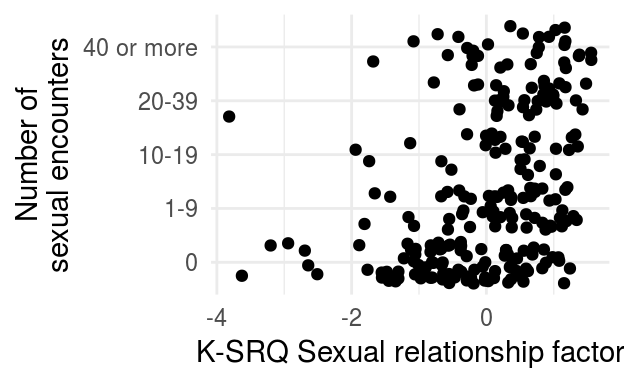 Number of
sexual encounters
40 or more
20-39
10-19
1-9
0
-4
-2
0
K-SRQ Sexual relationship factor